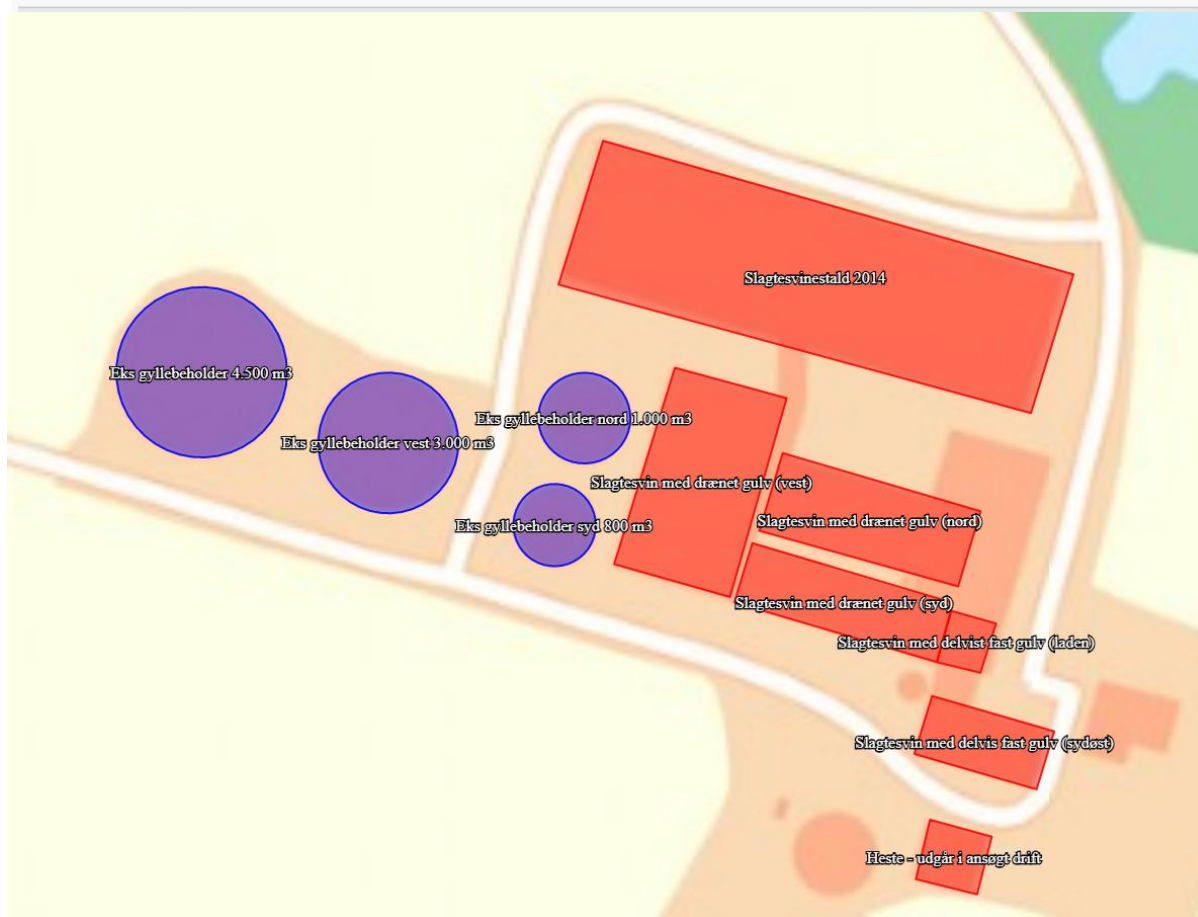 Slagtesvinestald 2014
Eks gyllebeholder 4.500 m3
Eks gyllebeholder nord 1.000 m3
Eks gyllebeholder vest 3.000 m3
Slagtesvin med drænet gulv (vest)
Slagtesvin med drænet gulv (nord)
Eks gyllebeholder syd 800 m3
Slagtesvin med drænet gulv (syd)
Slagtesvin med delvist fast gulv (laden)
Slagtesvin med delvis fast gulv (sydøst)
Heste - udgår i ansøgt drift